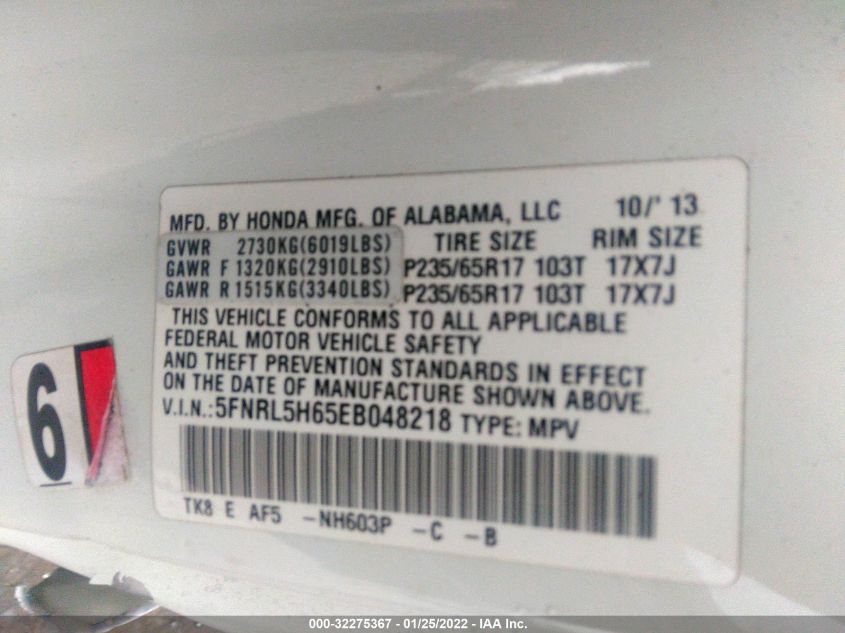 MFD. BY HONDA MFG. OF ALABAMA, LLC 10/' 13
GVWR 2730KG(6019LBS) TIRE SIZE RIM SIZE
GAWR F 1320KG(2910LBS) P235/65R17 103T 17X7J
GAWR R 1515KG(3340LBS) P235/65R17 103T 17X7J
THIS VEHICLE CONFORMS TO ALL APPLICABLE
FEDERAL MOTOR VEHICLE SAFETY
AND THEFT PREVENTION STANDARDS IN EFFECT
ON THE DATE OF MANUFACTURE SHOWN ABOVE.
V.I.N.:5FNRL5H65EB048218 TYPE: MPV
TK8 E AF5 -NH603P -C -B
6
000-32275367 - 01/25/2022 - IAA Inc.